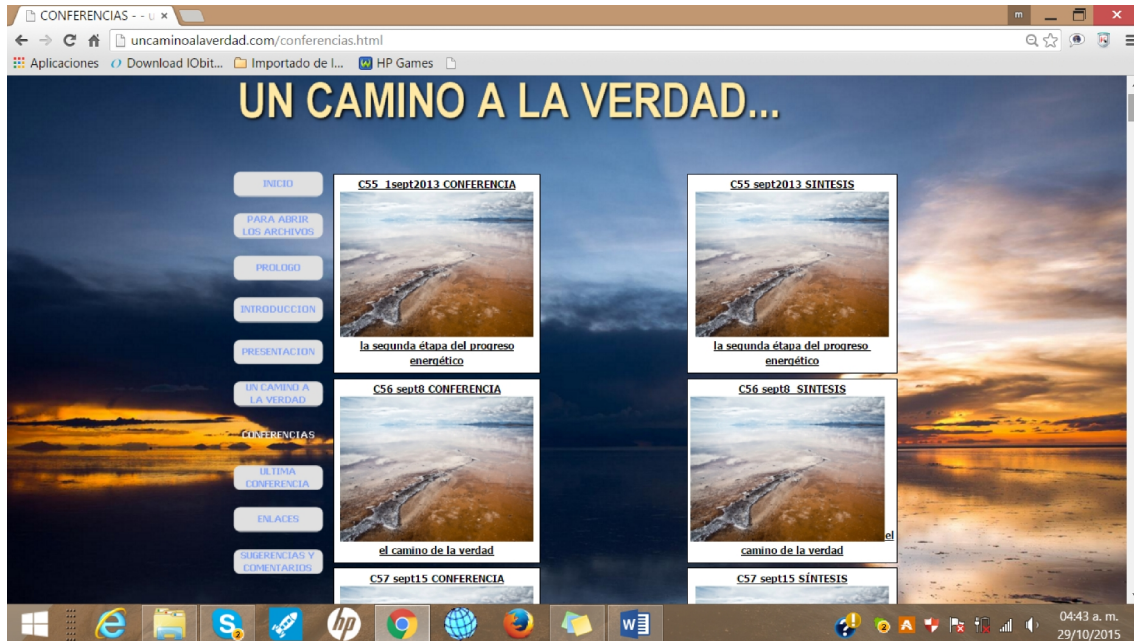 CONFERENCIAS - - u
m
uncaminoalaverdad.com/conferencias.html
Aplicaciones
Download IObit...
Importado de I...
HP Games
UN CAMINO A LA VERDAD...
INICIO
PARA ABRIR
LOS ARCHIVOS
PROLOGO
INTRODUCCION
PRESENTACION
UN CAMINO A
LA VERDAD
CONFERENCIAS
ULTIMA
CONFERENCIA
ENLACES
SUGERENCIAS Y
COMENTARIOS
C55 1sept2013 CONFERENCIA
la segunda étapa del progreso
energético
C55 sept2013 SINTESIS
la segunda étapa del progreso
energético
C56 sept8 CONFERENCIA
el camino de la verdad
C56 sept8 SINTESIS
el
camino de la verdad
C57 sept15 CONFERENCIA
C57 sept15 SÍNTESIS
04:43 a. m.
29/10/2015